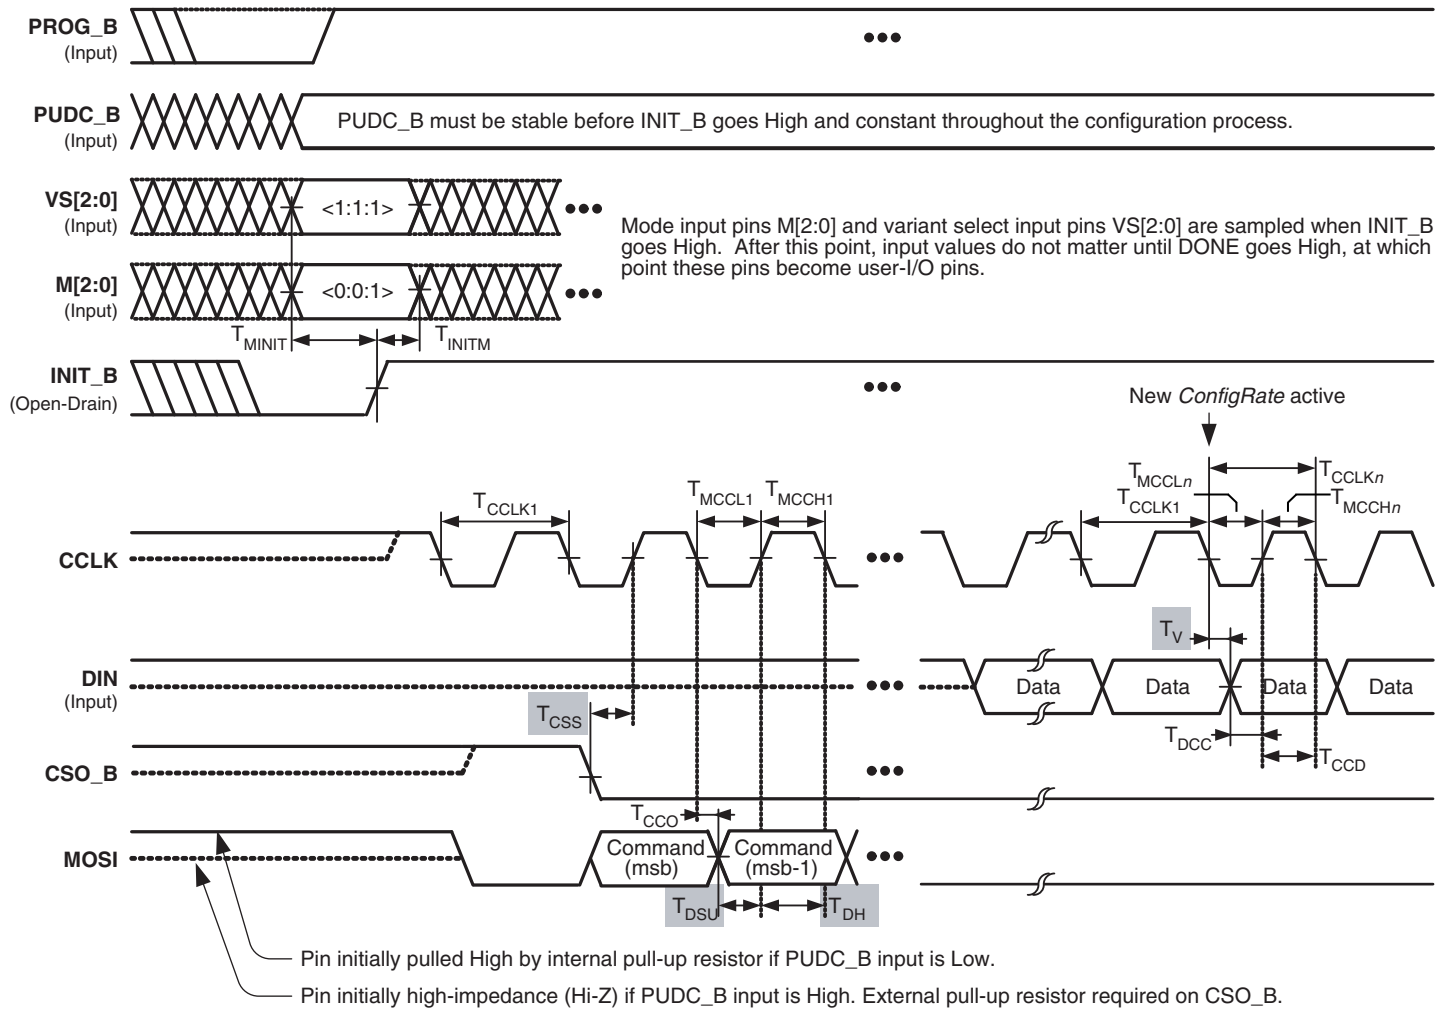 PROG_B
(Input)
PUDC_B
(Input)
PUDC_B must be stable before INIT_B goes High and constant throughout the configuration process.
VS[2:0]
(Input)
<1:1:1>
Mode input pins M[2:0] and variant select input pins VS[2:0] are sampled when INIT_B
goes High. After this point, input values do not matter until DONE goes High, at which
point these pins become user-I/O pins.
M[2:0]
(Input)
<0:0:1>
TMINIT
TINITM
INIT_B
(Open-Drain)
New ConfigRate active
TCCLK1
TMCCL1
TMCCH1
TMCCLn
TCCLK1
TCCLKn
TMCCHn
CCLK
TV
DIN
(Input)
Data
Data
Data
Data
TCSS
TDCC
TCCD
CSO_B
TCCO
MOSI
Command
(msb)
Command
(msb-1)
TDSU
TDH
Pin initially pulled High by internal pull-up resistor if PUDC_B input is Low.
Pin initially high-impedance (Hi-Z) if PUDC_B input is High. External pull-up resistor required on CSO_B.